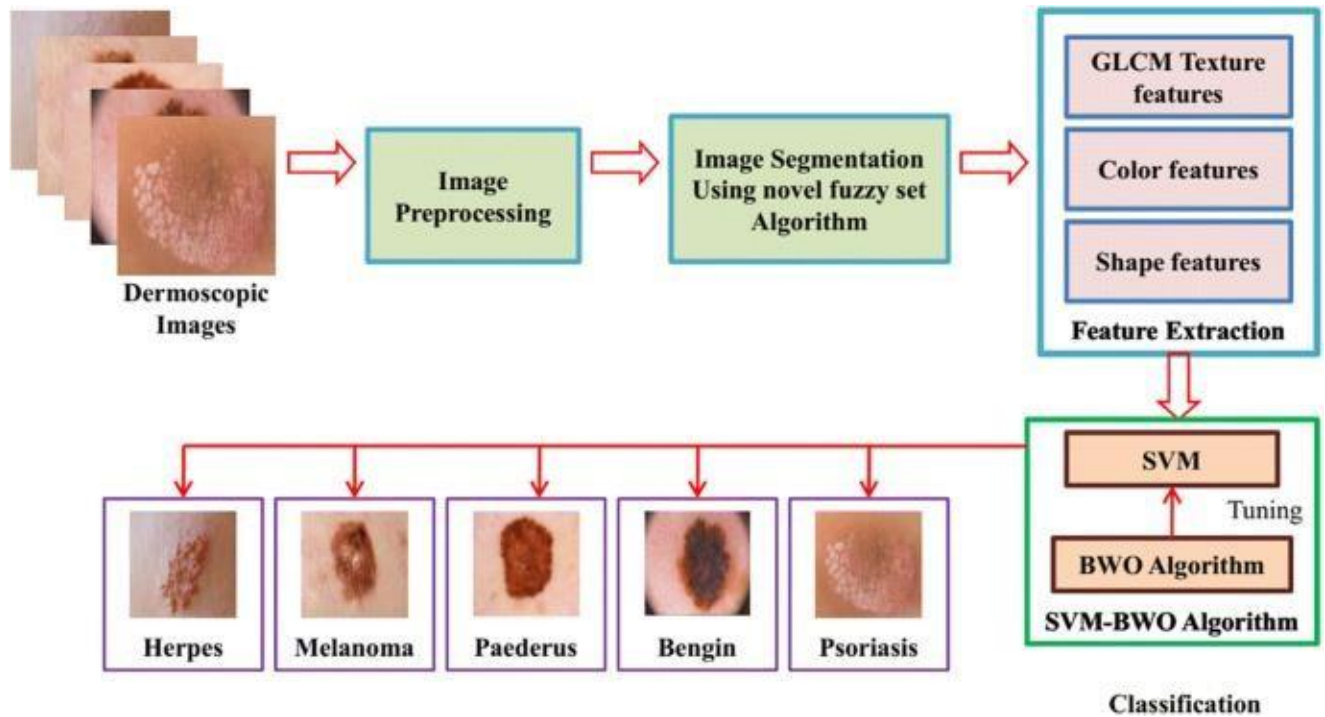 Dermoscopic
Images
Image
Preprocessing
Image Segmentation
Using novel fuzzy set
Algorithm
GLCM Texture
features
Color features
Shape features
Feature Extraction
SVM
Tuning
BWO Algorithm
SVM-BWO Algorithm
Herpes
Melanoma
Paederus
Bengin
Psoriasis
Classification